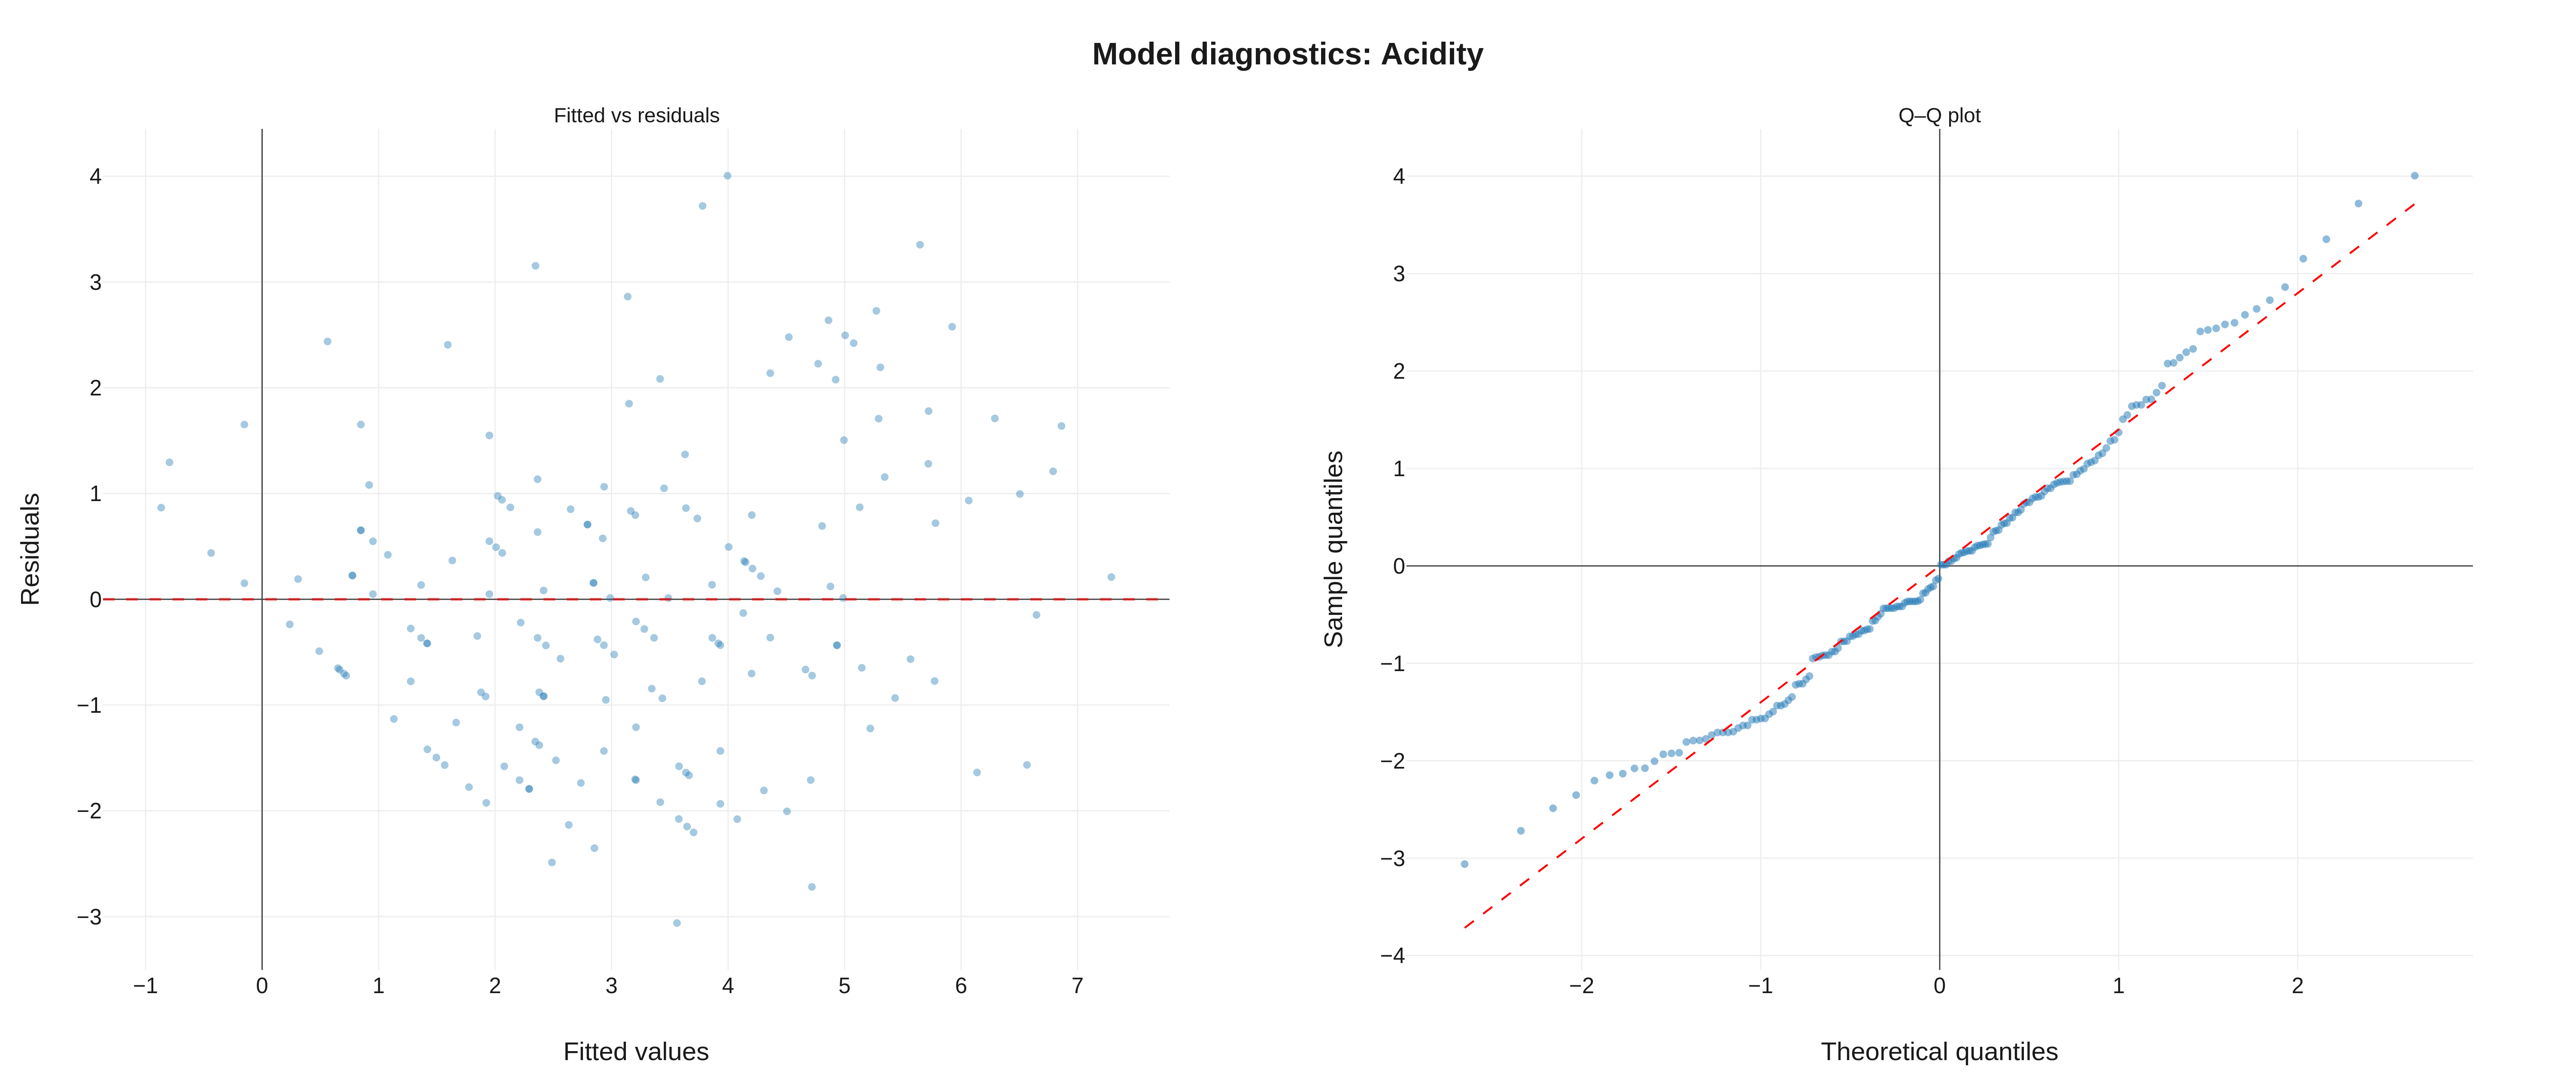 Model diagnostics: Acidity
Fitted vs residuals
4
3
2
1
0
−1
−2
−3
Residuals
−1 0 1 2 3 4 5 6 7
Fitted values
Q–Q plot
4
3
2
1
0
−1
−2
−3
−4
Sample quantiles
−2 −1 0 1 2
Theoretical quantiles